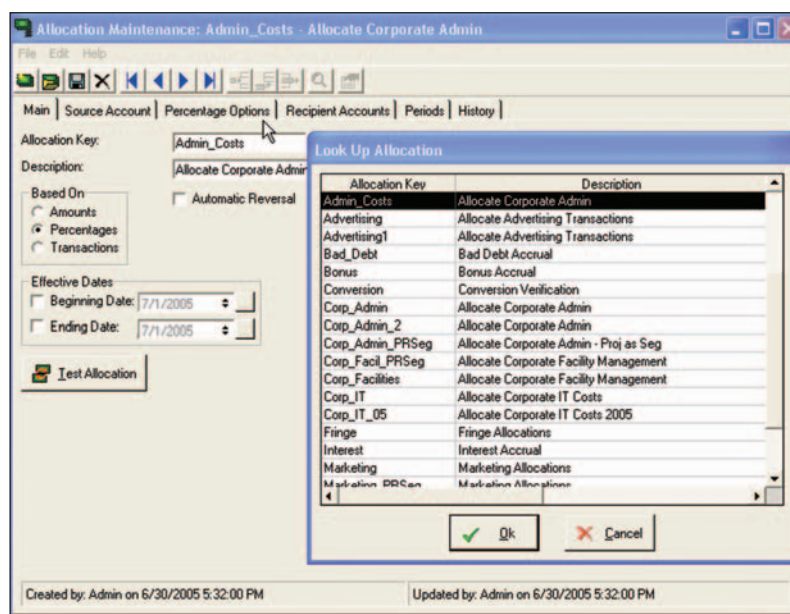 Allocation Maintenance: Admin_Costs - Allocate Corporate Admin
File Edit Help
Main Source Account Percentage Options Recipient Accounts Periods History
Allocation Key: Admin_Costs
Description: Allocate Corporate Admin
Based On
Automatic Reversal
Amounts
Percentages
Transactions
Effective Dates
Beginning Date: 7/1/2005
Ending Date: 7/1/2005
Test Allocation
Look Up Allocation
Allocation Key Description
Admin_Costs Allocate Corporate Admin
Advertising Allocate Advertising Transactions
Advertising1 Allocate Advertising Transactions
Bad_Debt Bad Debt Accrual
Bonus Bonus Accrual
Conversion Conversion Verification
Corp_Admin Allocate Corporate Admin
Corp_Admin_2 Allocate Corporate Admin
Corp_Admin_PRSeg Allocate Corporate Admin - Proj as Seg
Corp_Facil_PRSeg Allocate Corporate Facility Management
Corp_Facilities Allocate Corporate Facility Management
Corp_IT Allocate Corporate IT Costs
Corp_IT_05 Allocate Corporate IT Costs 2005
Fringe Fringe Allocations
Interest Interest Accrual
Marketing Marketing Allocations
Marketing_PRSeg Marketing Allocations
Ok Cancel
Created by: Admin on 6/30/2005 5:32:00 PM Updated by: Admin on 6/30/2005 5:32:00 PM